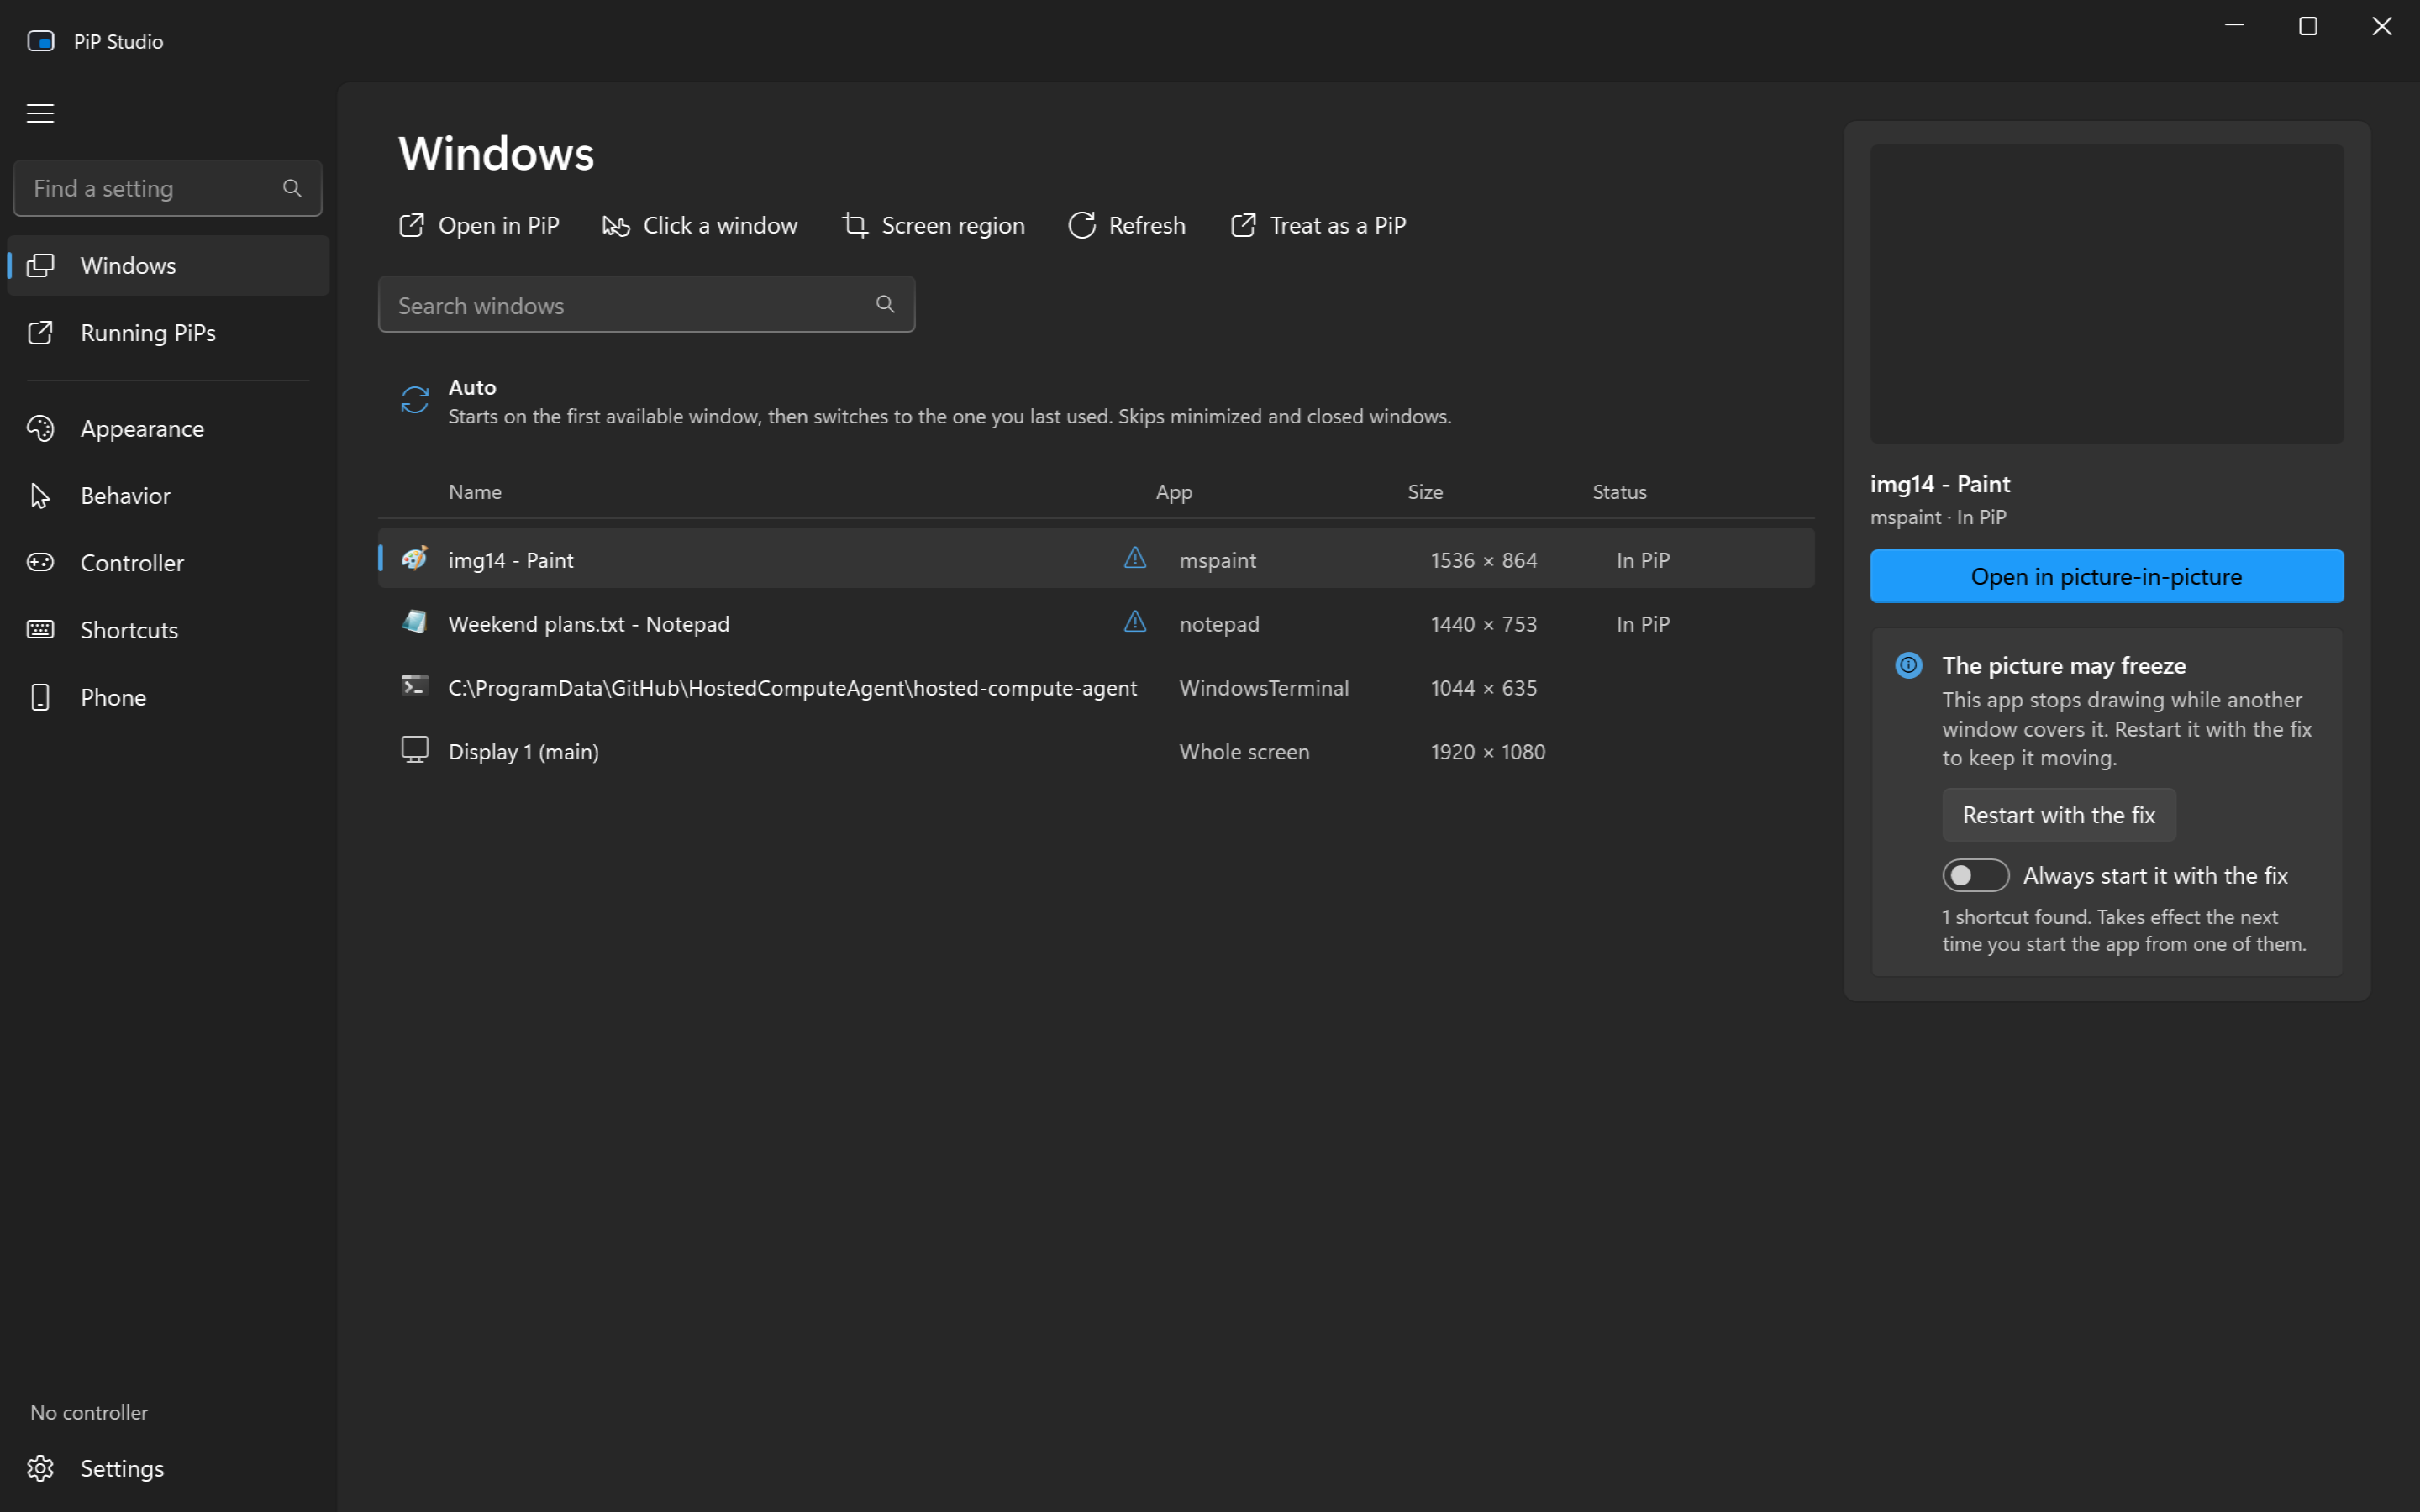 PiP Studio
Find a setting
Windows
Running PiPs
Appearance
Behavior
Controller
Shortcuts
Phone
No controller
Settings
Windows
Open in PiP
Click a window
Screen region
Refresh
Treat as a PiP
Search windows
Auto
Starts on the first available window, then switches to the one you last used. Skips minimized and closed windows.
Name App Size Status
img14 - Paint mspaint 1536 × 864 In PiP
Weekend plans.txt - Notepad notepad 1440 × 753 In PiP
C:\ProgramData\GitHub\HostedComputeAgent\hosted-compute-agent WindowsTerminal 1044 × 635
Display 1 (main) Whole screen 1920 × 1080
img14 - Paint
mspaint · In PiP
Open in picture-in-picture
The picture may freeze
This app stops drawing while another
window covers it. Restart it with the fix
to keep it moving.
Restart with the fix
Always start it with the fix
1 shortcut found. Takes effect the next
time you start the app from one of them.